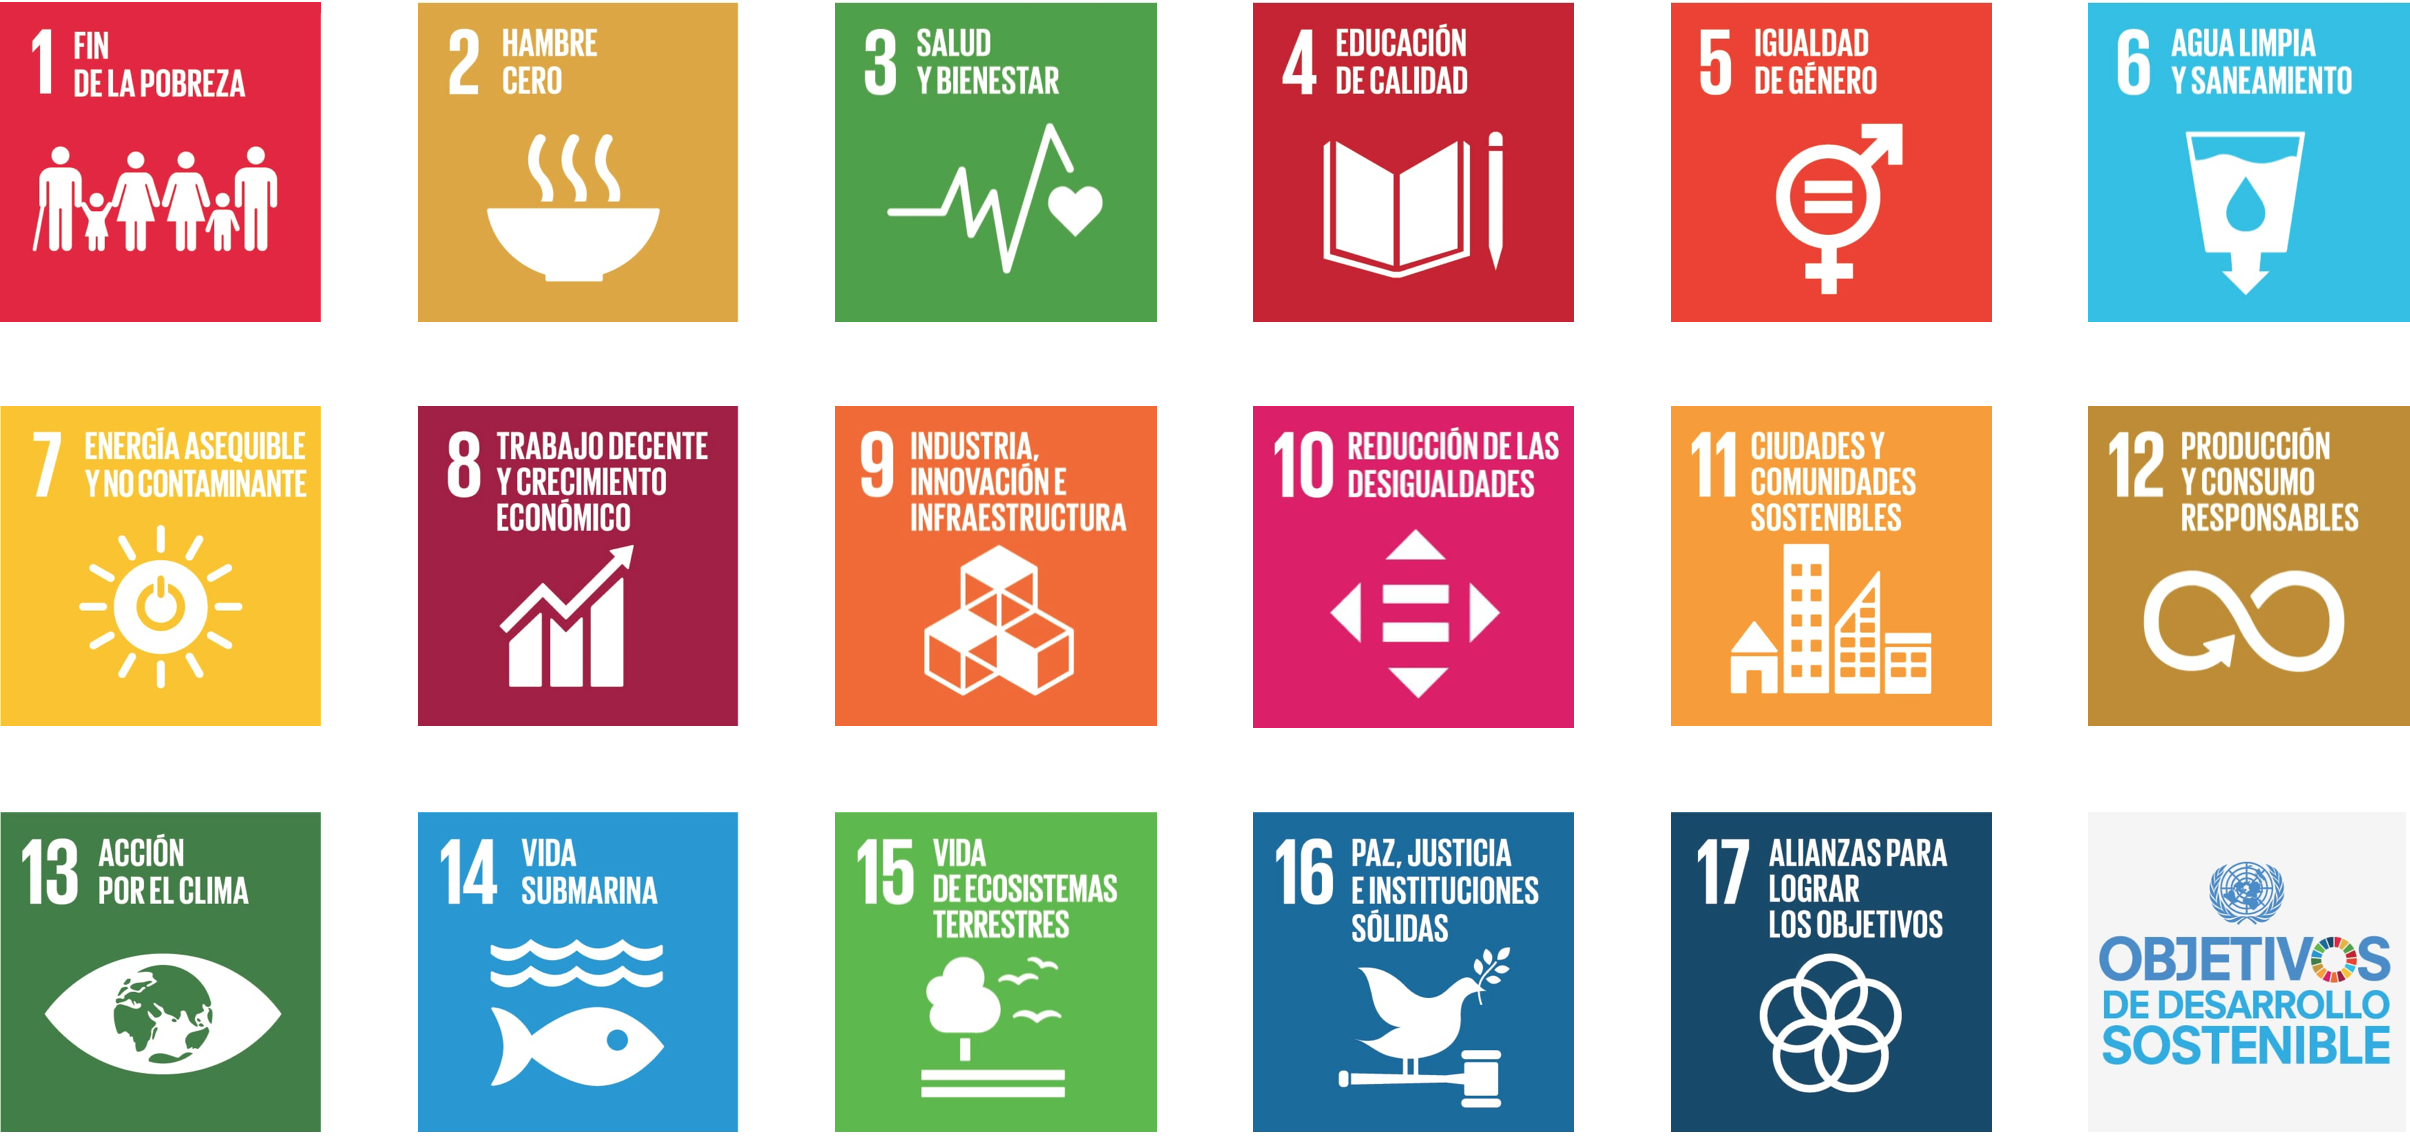 1 FIN
DE LA POBREZA
2 HAMBRE
CERO
3 SALUD
Y BIENESTAR
4 EDUCACIÓN
DE CALIDAD
5 IGUALDAD
DE GÉNERO
6 AGUA LIMPIA
Y SANEAMIENTO
7 ENERGÍA ASEQUIBLE
Y NO CONTAMINANTE
8 TRABAJO DECENTE
Y CRECIMIENTO
ECONÓMICO
9 INDUSTRIA,
INNOVACIÓN E
INFRAESTRUCTURA
10 REDUCCIÓN DE LAS
DESIGUALDADES
11 CIUDADES Y
COMUNIDADES
SOSTENIBLES
12 PRODUCCIÓN
Y CONSUMO
RESPONSABLES
13 ACCIÓN
POR EL CLIMA
14 VIDA
SUBMARINA
15 VIDA
DE ECOSISTEMAS
TERRESTRES
16 PAZ, JUSTICIA
E INSTITUCIONES
SÓLIDAS
17 ALIANZAS PARA
LOGRAR
LOS OBJETIVOS
OBJETIVOS
DE DESARROLLO
SOSTENIBLE